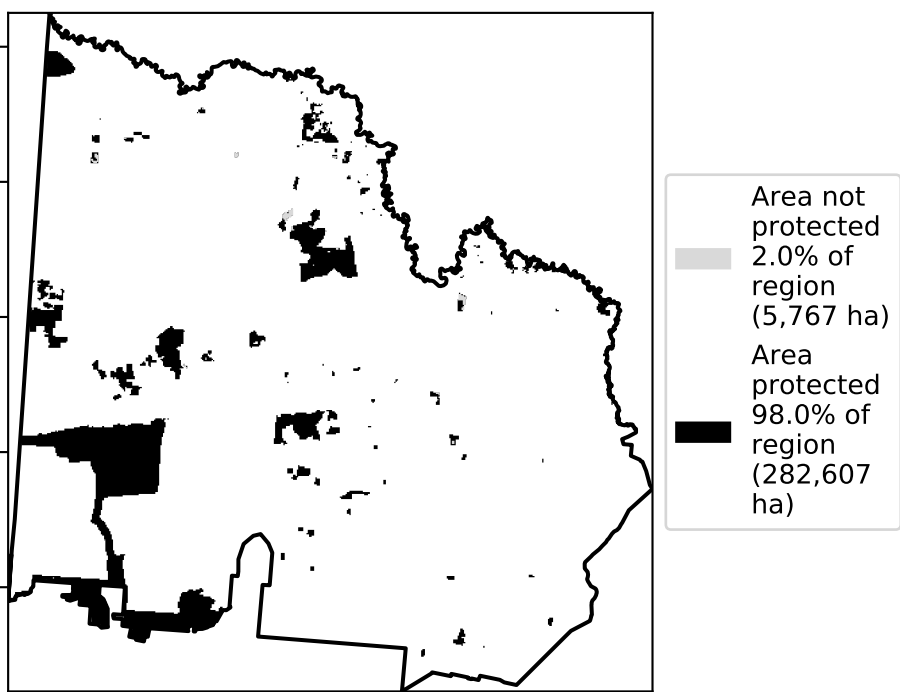 Area not
protected
2.0% of
region
(5,767 ha)
Area
protected
98.0% of
region
(282,607
ha)